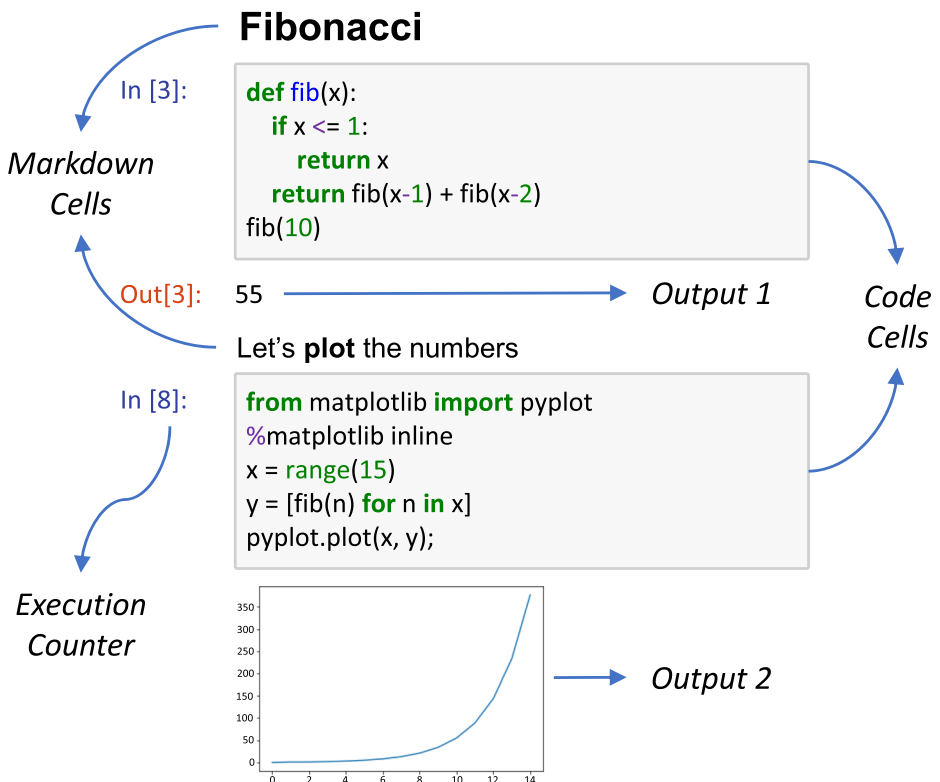 Fibonacci
In [3]:
def fib(x):
if x <= 1:
return x
return fib(x-1) + fib(x-2)
fib(10)
Markdown
Cells
Out[3]: 55
Output 1
Code
Cells
Let’s plot the numbers
In [8]:
from matplotlib import pyplot
%matplotlib inline
x = range(15)
y = [fib(n) for n in x]
pyplot.plot(x, y);
Execution
Counter
350
300
250
200
150
100
50
0
0 2 4 6 8 10 12 14
Output 2